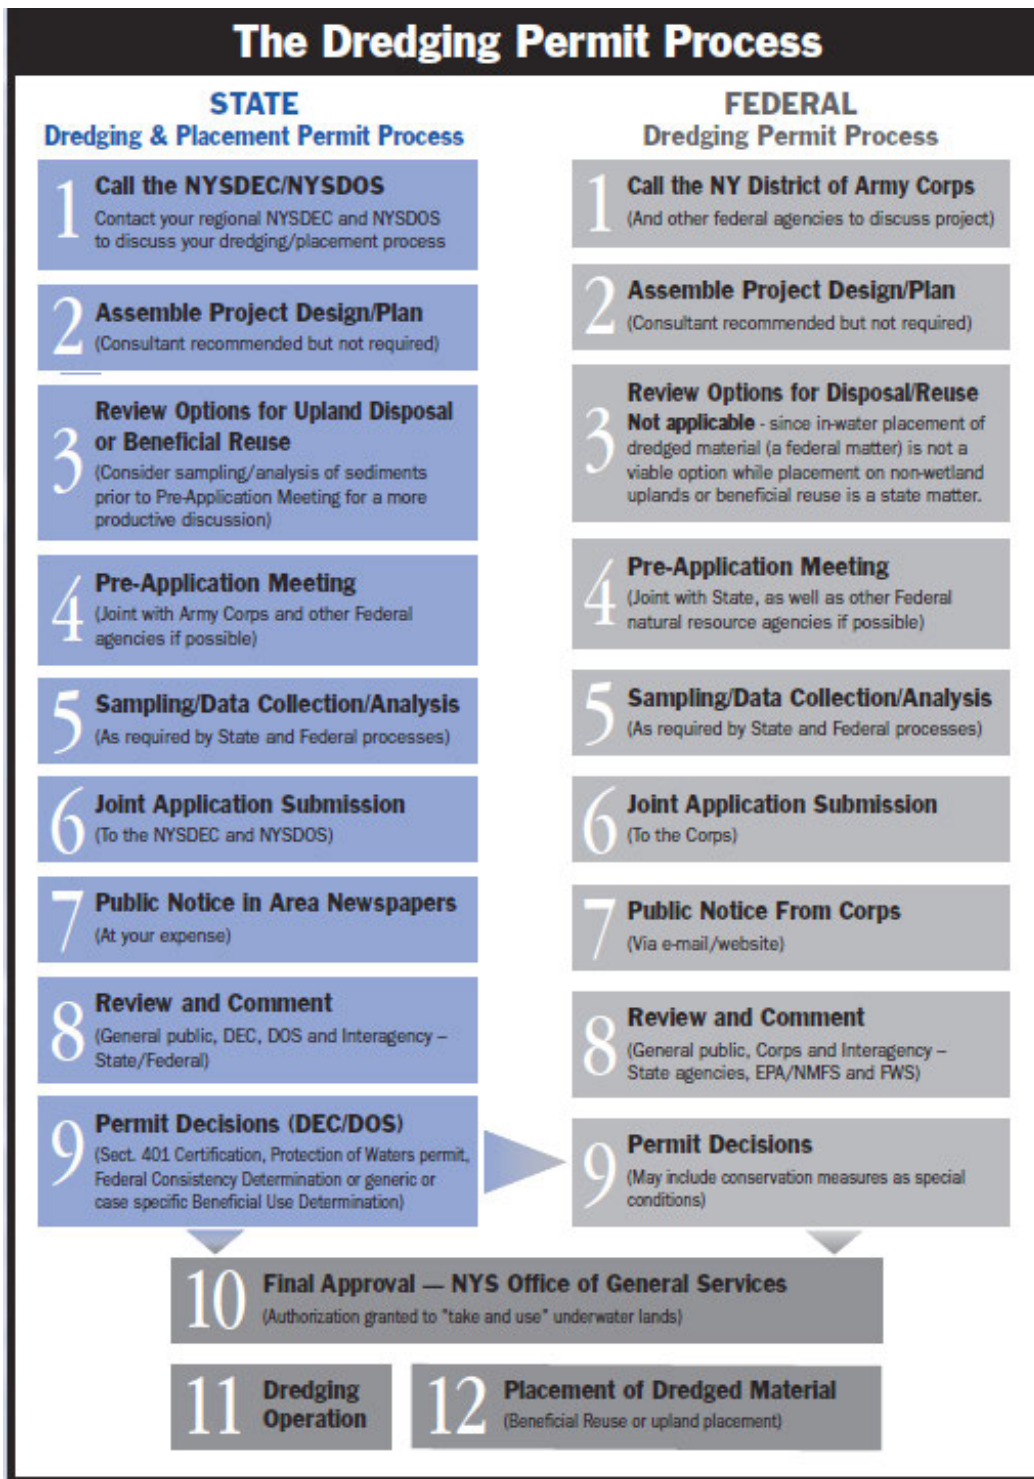 The Dredging Permit Process
STATE
Dredging & Placement Permit Process
1
Call the NYSDEC/NYSDOS
Contact your regional NYSDEC and NYSDOS
to discuss your dredging/placement process
2
Assemble Project Design/Plan
(Consultant recommended but not required)
3
Review Options for Upland Disposal
or Beneficial Reuse
(Consider sampling/analysis of sediments
prior to Pre-Application Meeting for a more
productive discussion)
4
Pre-Application Meeting
(Joint with Army Corps and other Federal
agencies if possible)
5
Sampling/Data Collection/Analysis
(As required by State and Federal processes)
6
Joint Application Submission
(To the NYSDEC and NYSDOS)
7
Public Notice in Area Newspapers
(At your expense)
8
Review and Comment
(General public, DEC, DOS and Interagency –
State/Federal)
9
Permit Decisions (DEC/DOS)
(Sect. 401 Certification, Protection of Waters permit,
Federal Consistency Determination or generic or
case specific Beneficial Use Determination)
FEDERAL
Dredging Permit Process
1
Call the NY District of Army Corps
(And other federal agencies to discuss project)
2
Assemble Project Design/Plan
(Consultant recommended but not required)
3
Review Options for Disposal/Reuse
Not applicable - since in-water placement of
dredged material (a federal matter) is not a
viable option while placement on non-wetland
uplands or beneficial reuse is a state matter.
4
Pre-Application Meeting
(Joint with State, as well as other Federal
natural resource agencies if possible)
5
Sampling/Data Collection/Analysis
(As required by State and Federal processes)
6
Joint Application Submission
(To the Corps)
7
Public Notice From Corps
(Via e-mail/website)
8
Review and Comment
(General public, Corps and Interagency –
State agencies, EPA/NMFS and FWS)
9
Permit Decisions
(May include conservation measures as special
conditions)
10
Final Approval — NYS Office of General Services
(Authorization granted to "take and use" underwater lands)
11
Dredging
Operation
12
Placement of Dredged Material
(Beneficial Reuse or upland placement)